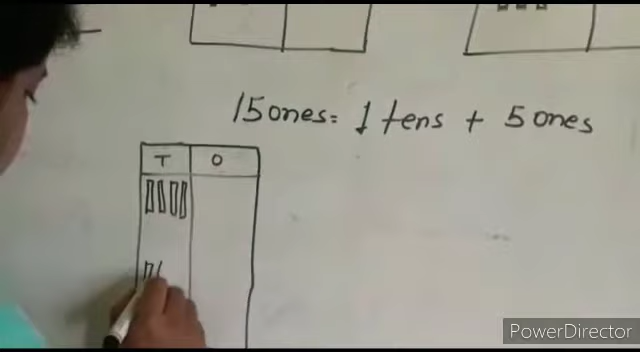 15 ones = 1 tens + 5 ones
T O
PowerDirector